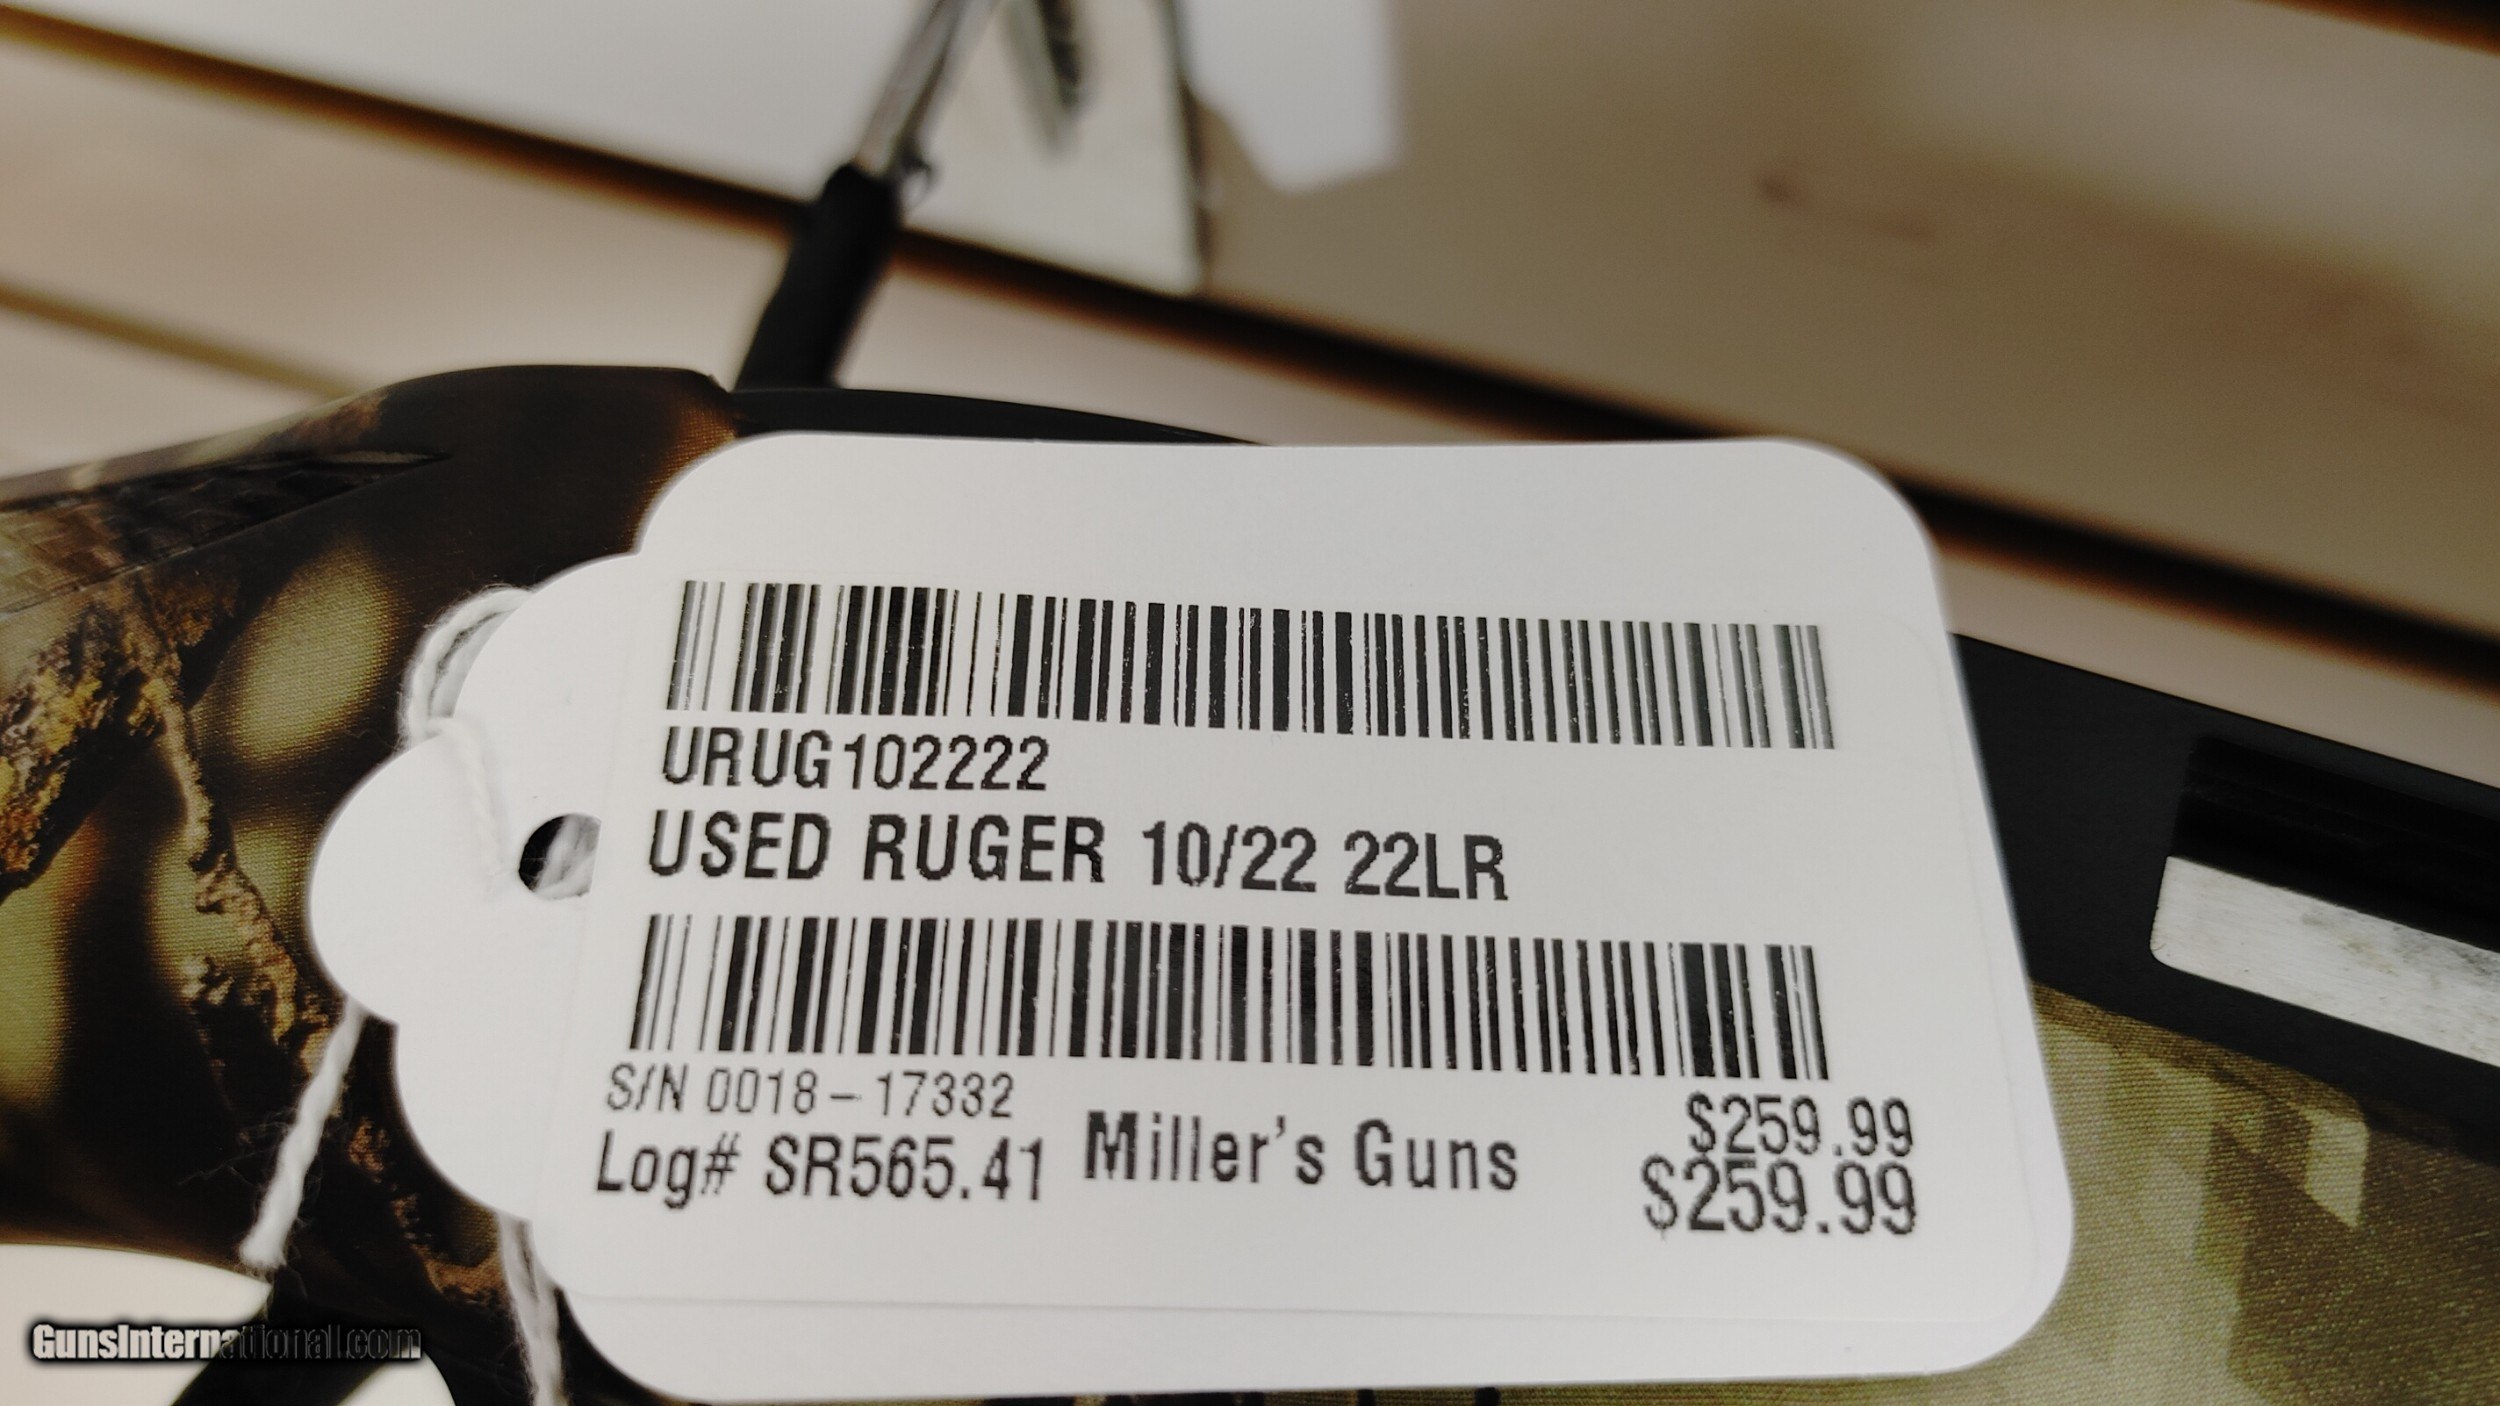 URUG102222
USED RUGER 10/22 22LR
S/N 0018-17332
$259.99
Log# SR565.41 Miller's Guns
$259.99
GunsInternational.com